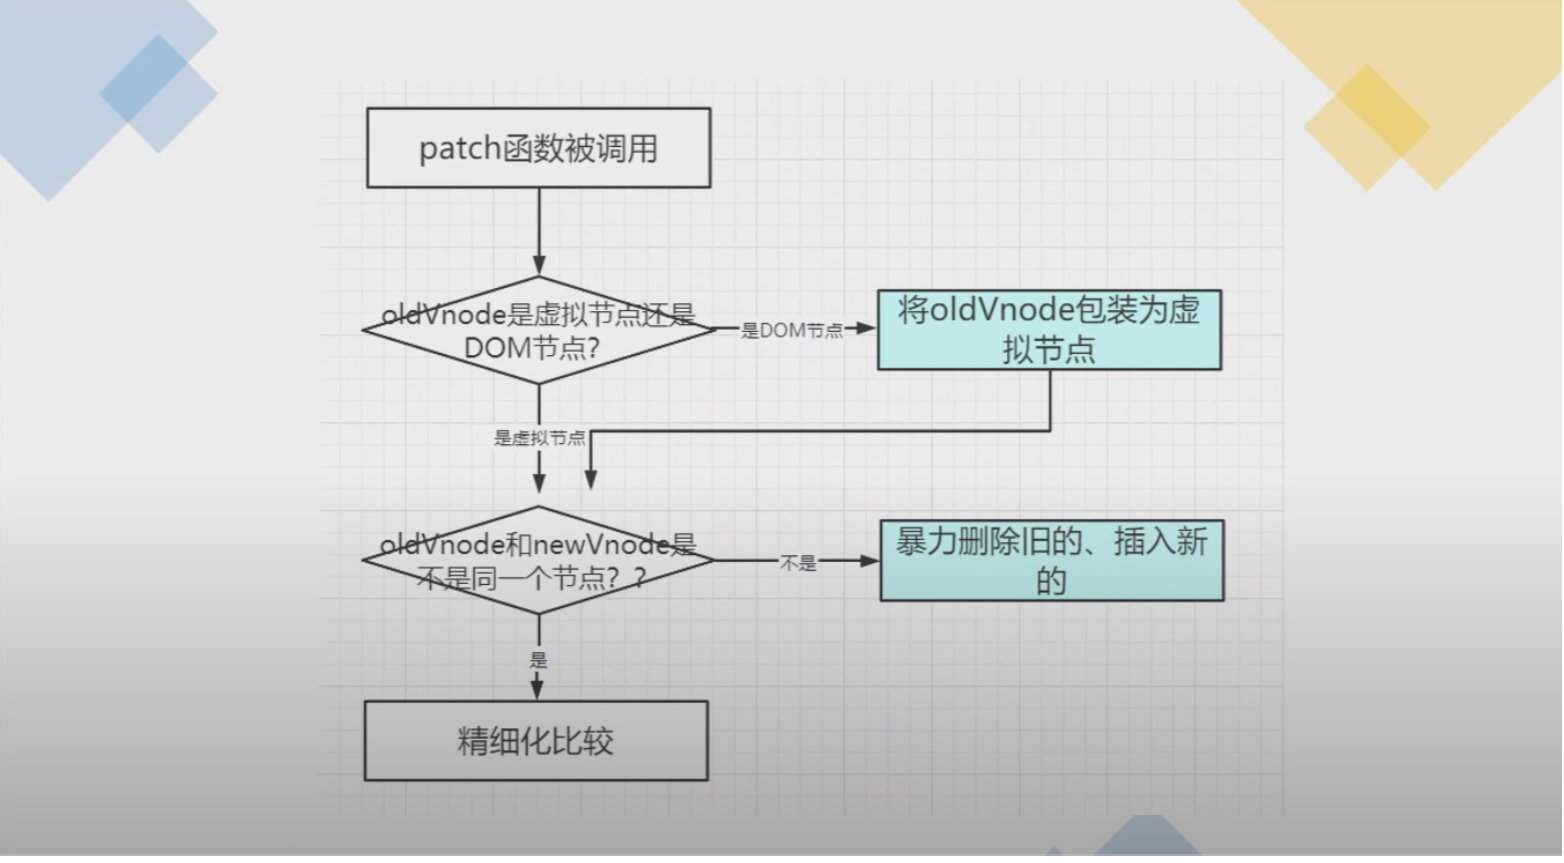 patch函数被调用
oldVnode是虚拟节点还是
DOM节点?
是DOM节点
将oldVnode包装为虚
拟节点
是虚拟节点
oldVnode和newVnode是
不是同一个节点？？
不是
暴力删除旧的、插入新
的
是
精细化比较